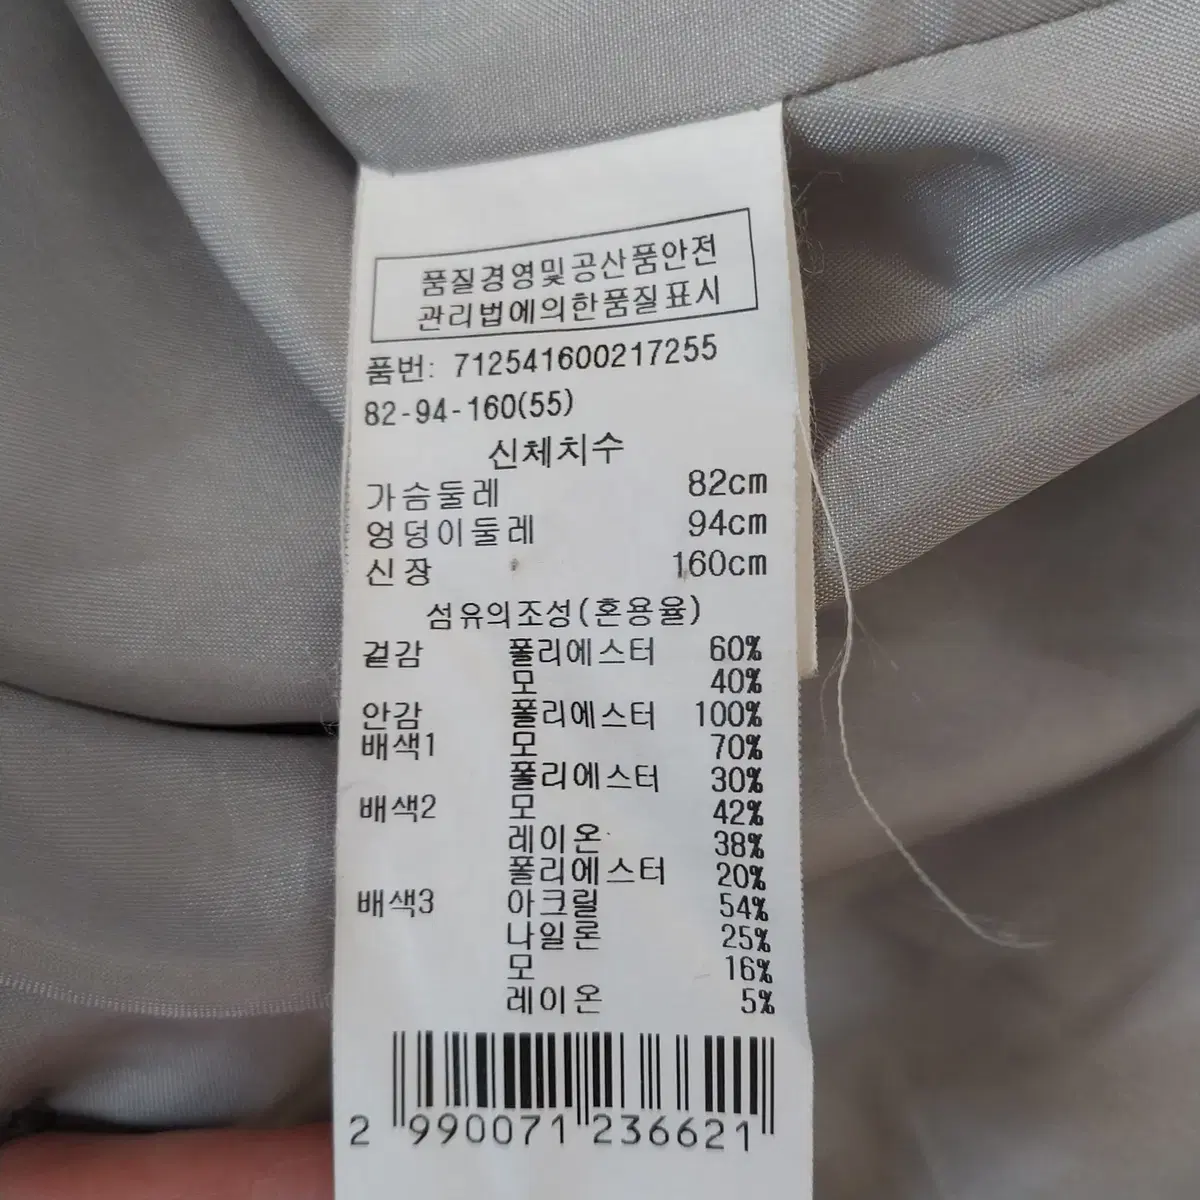 품질경영및공산품안전
관리법에의한품질표시
품번: 712541600217255
82-94-160(55)
신체치수
가슴둘레 82cm
엉덩이둘레 94cm
신장 160cm
섬유의조성(혼용율)
겉감 폴리에스터 60%
모 40%
안감 폴리에스터 100%
배색1 모 70%
폴리에스터 30%
배색2 모 42%
레이온 38%
폴리에스터 20%
배색3 아크릴 54%
나일론 25%
모 16%
레이온 5%
2 990071 236621